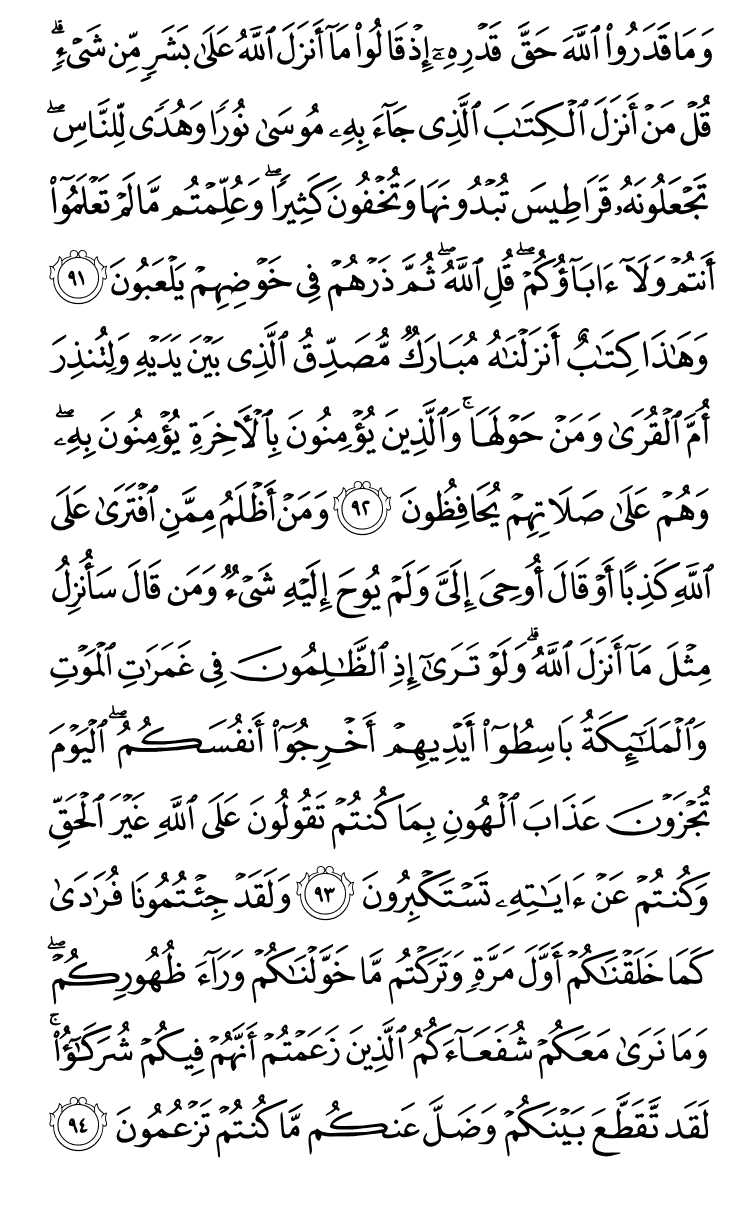 وَمَا قَدَرُوا۟ ٱللَّهَ حَقَّ قَدْرِهِۦٓ إِذْ قَالُوا۟ مَآ أَنزَلَ ٱللَّهُ عَلَىٰ بَشَرٍ مِّن شَىْءٍ ۗ
قُلْ مَنْ أَنزَلَ ٱلْكِتَـٰبَ ٱلَّذِى جَآءَ بِهِۦ مُوسَىٰ نُورًا وَهُدًى لِّلنَّاسِ ۖ
تَجْعَلُونَهُۥ قَرَاطِيسَ تُبْدُونَهَا وَتُخْفُونَ كَثِيرًا ۖ وَعُلِّمْتُم مَّا لَمْ تَعْلَمُوٓا۟
أَنتُمْ وَلَآ ءَابَآؤُكُمْ ۖ قُلِ ٱللَّهُ ۖ ثُمَّ ذَرْهُمْ فِى خَوْضِهِمْ يَلْعَبُونَ ٩١
وَهَـٰذَا كِتَـٰبٌ أَنزَلْنَـٰهُ مُبَارَكٌ مُّصَدِّقُ ٱلَّذِى بَيْنَ يَدَيْهِ وَلِتُنذِرَ
أُمَّ ٱلْقُرَىٰ وَمَنْ حَوْلَهَا ۚ وَٱلَّذِينَ يُؤْمِنُونَ بِٱلْـَٔاخِرَةِ يُؤْمِنُونَ بِهِۦ ۖ
وَهُمْ عَلَىٰ صَلَاتِهِمْ يُحَافِظُونَ ٩٢ وَمَنْ أَظْلَمُ مِمَّنِ ٱفْتَرَىٰ عَلَى
ٱللَّهِ كَذِبًا أَوْ قَالَ أُوحِىَ إِلَىَّ وَلَمْ يُوحَ إِلَيْهِ شَىْءٌ وَمَن قَالَ سَأُنزِلُ
مِثْلَ مَآ أَنزَلَ ٱللَّهُ ۗ وَلَوْ تَرَىٰٓ إِذِ ٱلظَّـٰلِمُونَ فِى غَمَرَٰتِ ٱلْمَوْتِ
وَٱلْمَلَـٰٓئِكَةُ بَاسِطُوٓا۟ أَيْدِيهِمْ أَخْرِجُوٓا۟ أَنفُسَكُمُ ۖ ٱلْيَوْمَ
تُجْزَوْنَ عَذَابَ ٱلْهُونِ بِمَا كُنتُمْ تَقُولُونَ عَلَى ٱللَّهِ غَيْرَ ٱلْحَقِّ
وَكُنتُمْ عَنْ ءَايَـٰتِهِۦ تَسْتَكْبِرُونَ ٩٣ وَلَقَدْ جِئْتُمُونَا فُرَٰدَىٰ
كَمَا خَلَقْنَـٰكُمْ أَوَّلَ مَرَّةٍ وَتَرَكْتُم مَّا خَوَّلْنَـٰكُمْ وَرَآءَ ظُهُورِكُمْ ۖ
وَمَا نَرَىٰ مَعَكُمْ شُفَعَآءَكُمُ ٱلَّذِينَ زَعَمْتُمْ أَنَّهُمْ فِيكُمْ شُرَكَـٰٓؤُا۟ ۚ
لَقَد تَّقَطَّعَ بَيْنَكُمْ وَضَلَّ عَنكُم مَّا كُنتُمْ تَزْعُمُونَ ٩٤